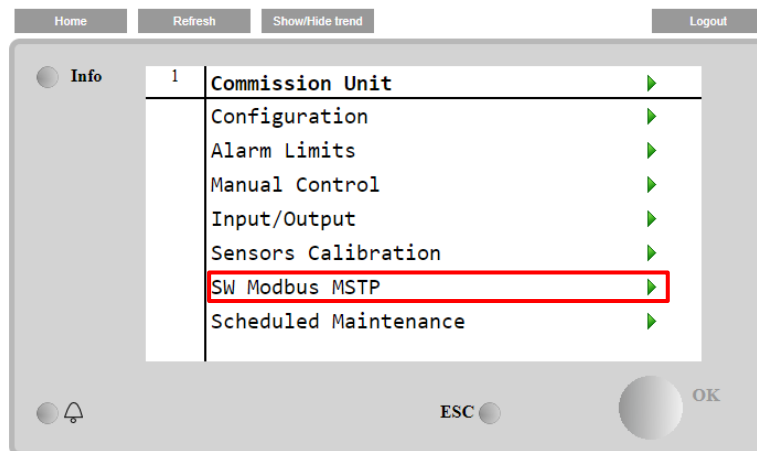 Home Refresh Show/Hide trend Logout
Info 1 Commission Unit
Configuration
Alarm Limits
Manual Control
Input/Output
Sensors Calibration
SW Modbus MSTP
Scheduled Maintenance
OK
ESC